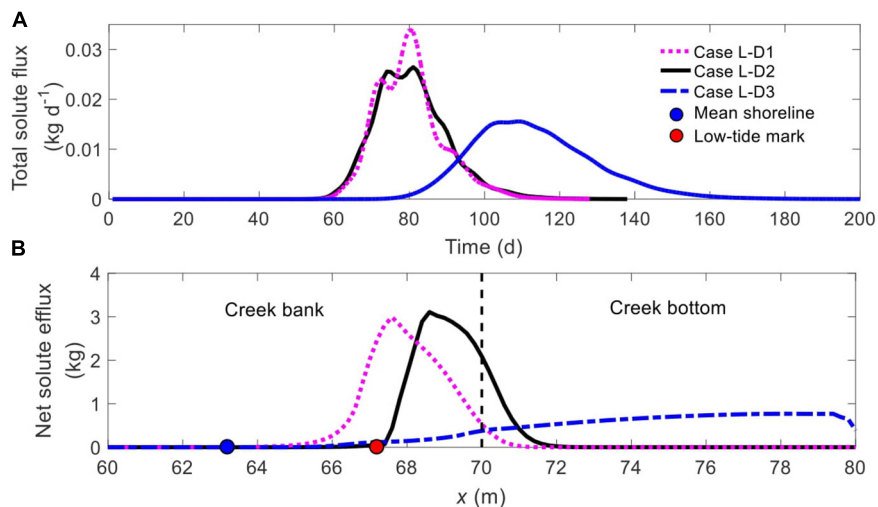 A
Total solute flux
(kg d⁻¹)
0.03
0.02
0.01
0
Case L-D1
Case L-D2
Case L-D3
Mean shoreline
Low-tide mark
0 20 40 60 80 100 120 140 160 180 200
Time (d)
B
Net solute efflux
(kg)
4
3
2
1
0
Creek bank
Creek bottom
60 62 64 66 68 70 72 74 76 78 80
x (m)